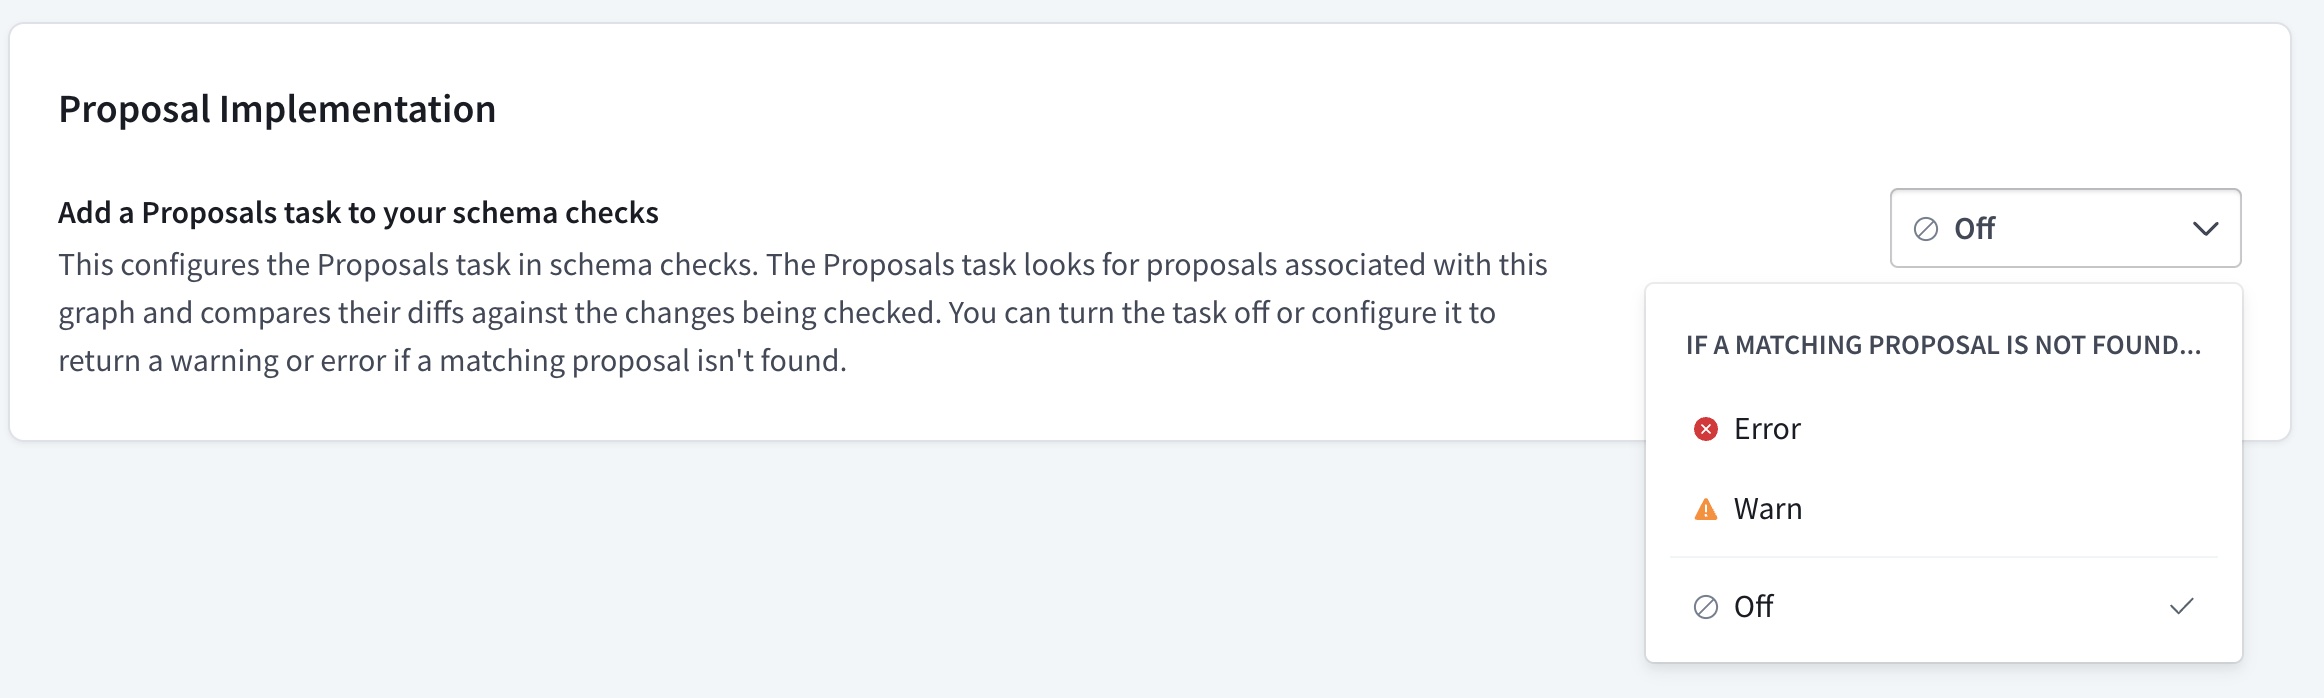 Proposal Implementation
Add a Proposals task to your schema checks
This configures the Proposals task in schema checks. The Proposals task looks for proposals associated with this
graph and compares their diffs against the changes being checked. You can turn the task off or configure it to
return a warning or error if a matching proposal isn't found.
Off
IF A MATCHING PROPOSAL IS NOT FOUND...
Error
Warn
Off